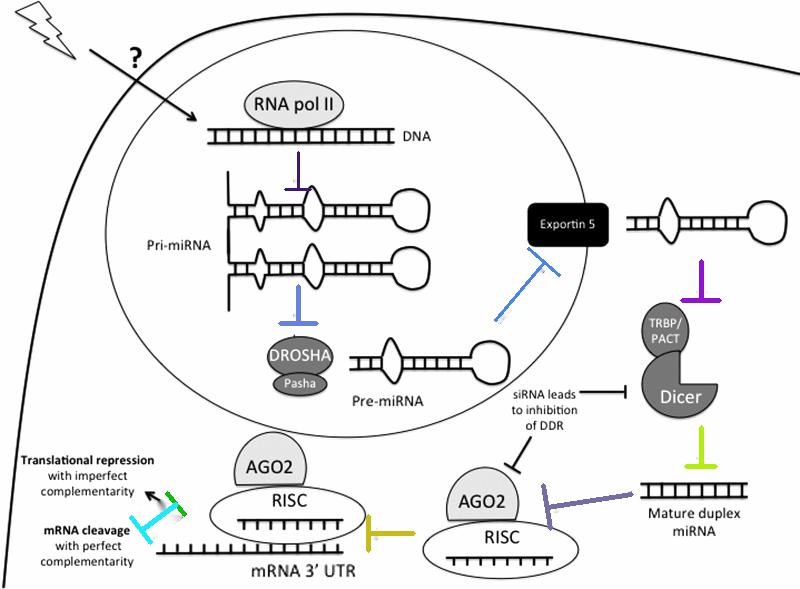 ?
RNA pol II
DNA
Pri-miRNA
Exportin 5
DROSHA
Pasha
Pre-miRNA
TRBP/
PACT
Dicer
siRNA leads
to inhibition
of DDR
Translational repression
with imperfect
complementarity
AGO2
RISC
mRNA cleavage
with perfect
complementarity
mRNA 3' UTR
AGO2
RISC
Mature duplex
miRNA